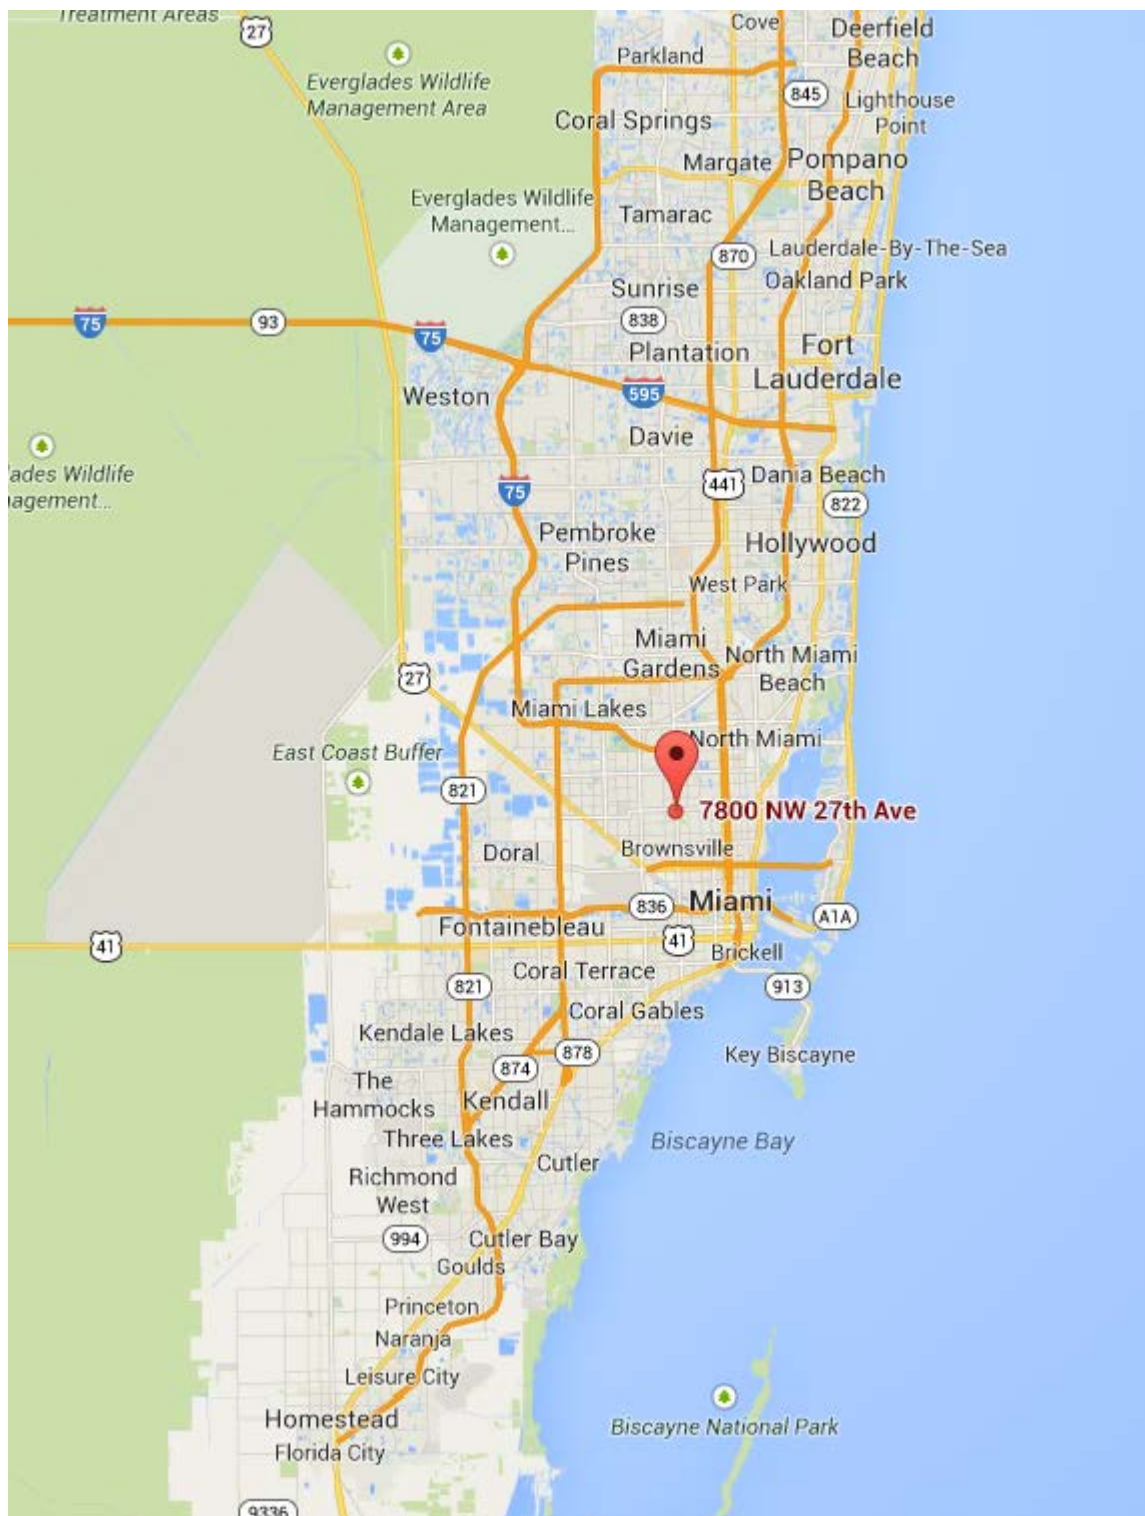 Treatment Areas
27
Cove
Deerfield
Beach
Parkland
Everglades Wildlife
Management Area
845
Lighthouse
Point
Coral Springs
Margate
Pompano
Beach
Everglades Wildlife
Management...
Tamarac
870
Lauderdale-By-The-Sea
Oakland Park
Sunrise
838
75
93
75
Plantation
Fort
Lauderdale
Weston
595
Davie
lades Wildlife
nagement...
441
Dania Beach
75
822
Pembroke
Pines
Hollywood
West Park
Miami
Gardens
North Miami
Beach
27
Miami Lakes
North Miami
East Coast Buffer
821
7800 NW 27th Ave
Doral
Brownsville
836
Miami
A1A
Fontainebleau
41
41
Brickell
Coral Terrace
821
913
Coral Gables
Kendale Lakes
878
874
Key Biscayne
The
Hammocks
Kendall
Three Lakes
Biscayne Bay
Cutler
Richmond
West
994
Cutler Bay
Goulds
Princeton
Naranja
Leisure City
Homestead
Florida City
Biscayne National Park
9336